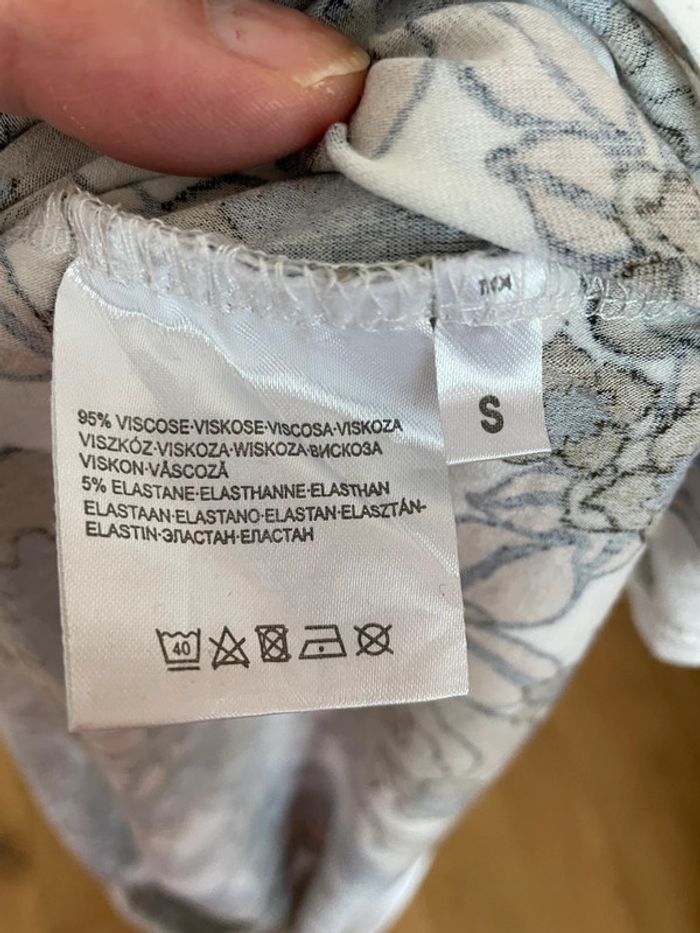 95% VISCOSE·VISKOSE·VISCOSA·VISKOZA
VISZKÓZ·VISKOZA·WISKOZA·ВИСКОЗА
VISKON·VÂSCOZĂ
5% ELASTANE·ELASTHANNE·ELASTHAN
ELASTAAN·ELASTANO·ELASTAN·ELASZTÁN·
ELASTIN·ЭЛАСТАН·ЕЛАСТАН
40
S